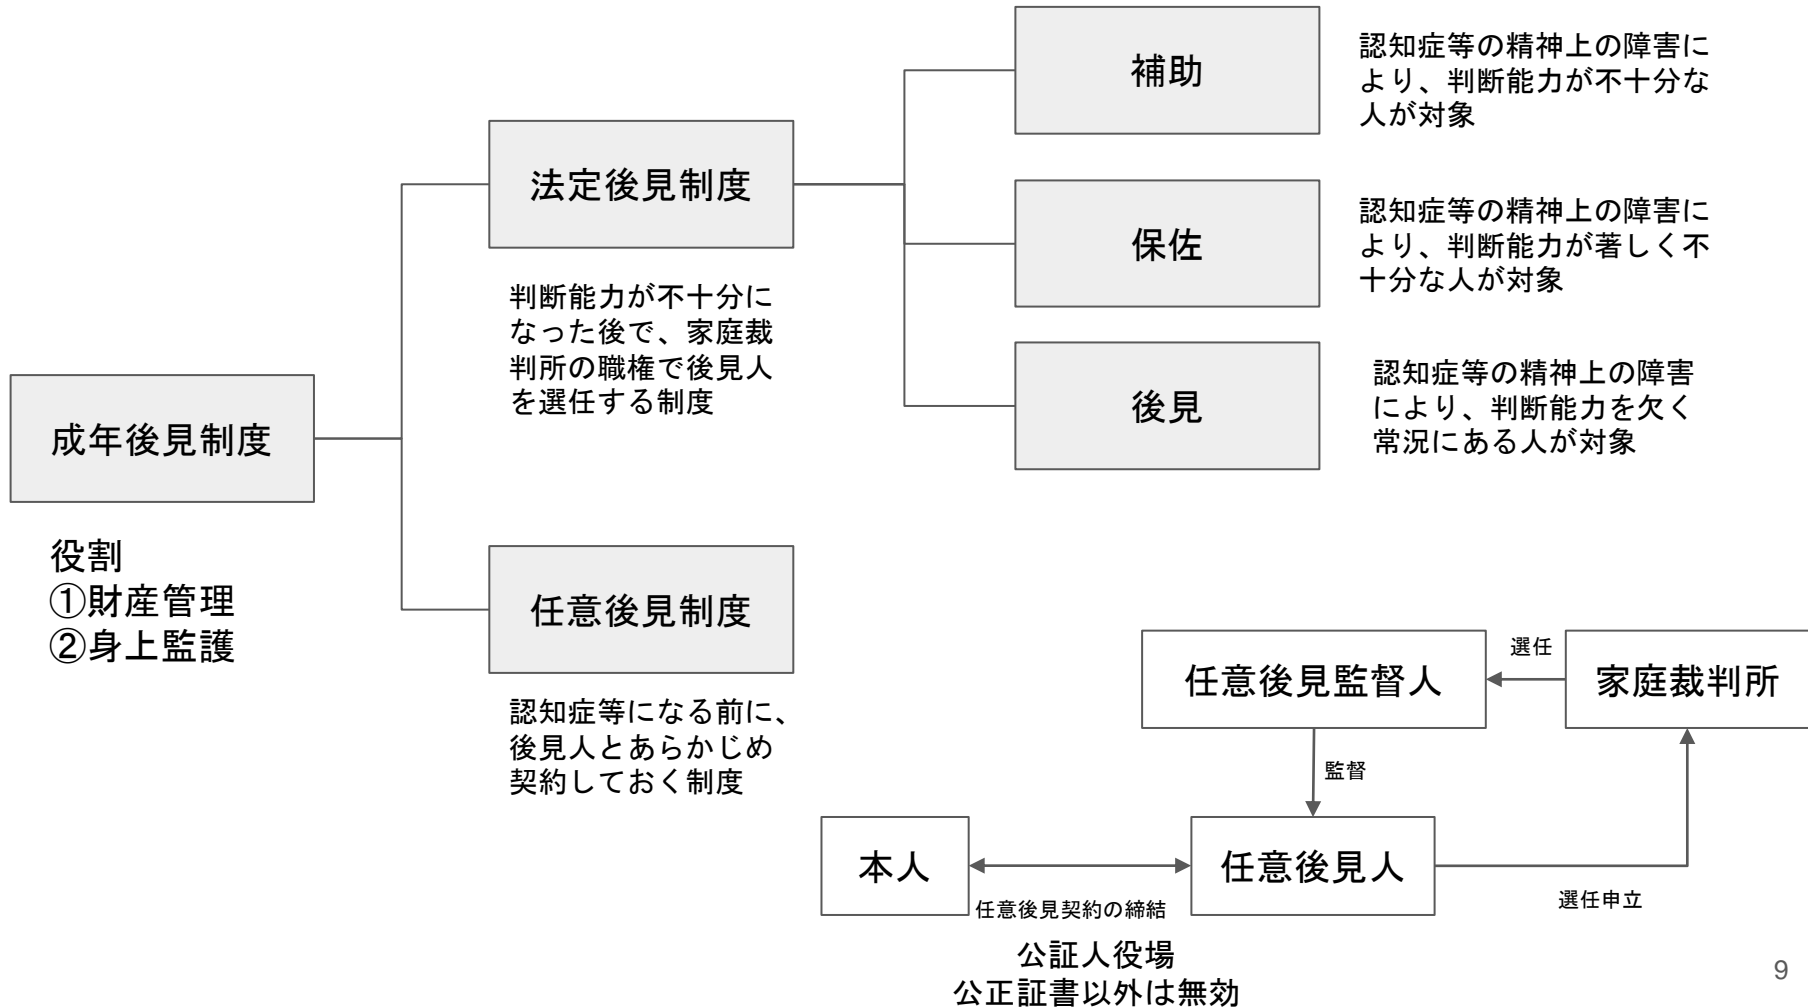 成年後見制度
役割
①財産管理
②身上監護
法定後見制度
判断能力が不十分に
なった後で、家庭裁
判所の職権で後見人
を選任する制度
補助
認知症等の精神上の障害に
より、判断能力が不十分な
人が対象
保佐
認知症等の精神上の障害に
より、判断能力が著しく不
十分な人が対象
後見
認知症等の精神上の障害
により、判断能力を欠く
常況にある人が対象
任意後見制度
認知症等になる前に、
後見人とあらかじめ
契約しておく制度
任意後見監督人
選任
家庭裁判所
監督
本人
任意後見人
任意後見契約の締結
選任申立
公証人役場
公正証書以外は無効
9